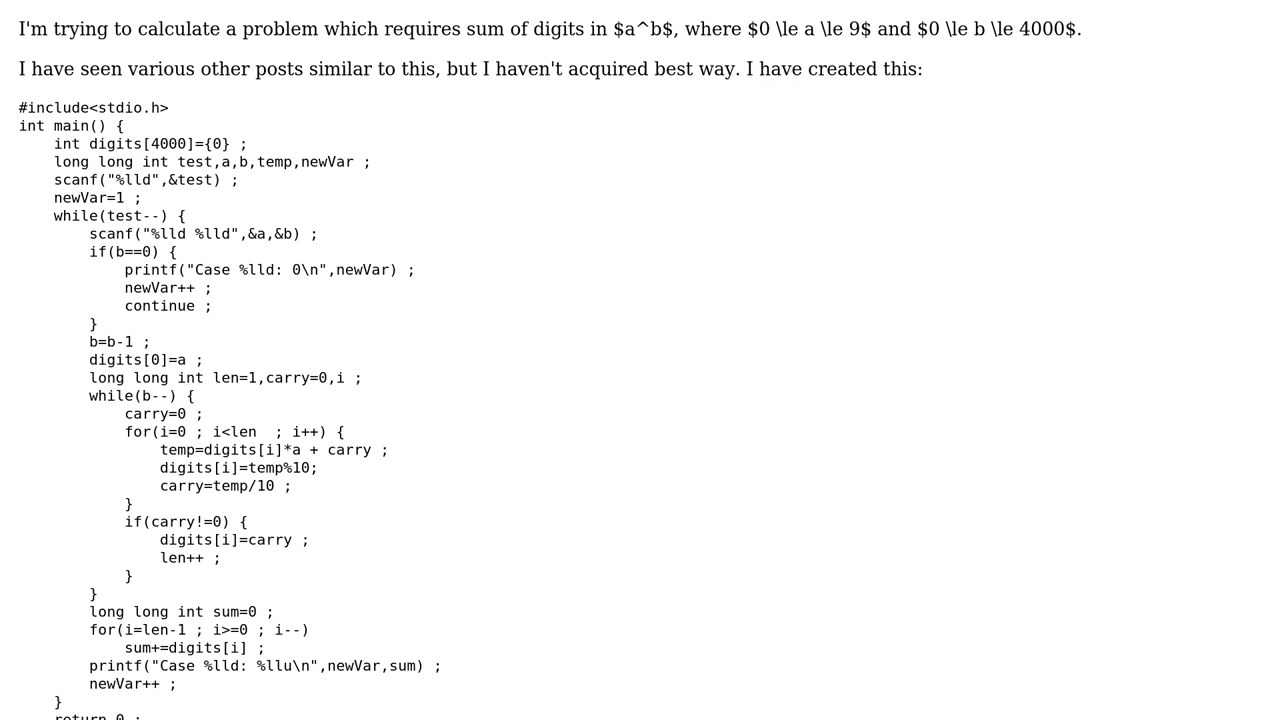 I'm trying to calculate a problem which requires sum of digits in $a^b$, where $0 \le a \le 9$ and $0 \le b \le 4000$.
I have seen various other posts similar to this, but I haven't acquired best way. I have created this:
#include<stdio.h>
int main() {
    int digits[4000]={0} ;
    long long int test,a,b,temp,newVar ;
    scanf("%lld",&test) ;
    newVar=1 ;
    while(test--) {
        scanf("%lld %lld",&a,&b) ;
        if(b==0) {
            printf("Case %lld: 0\n",newVar) ;
            newVar++ ;
            continue ;
        }
        b=b-1 ;
        digits[0]=a ;
        long long int len=1,carry=0,i ;
        while(b--) {
            carry=0 ;
            for(i=0 ; i<len  ; i++) {
                temp=digits[i]*a + carry ;
                digits[i]=temp%10;
                carry=temp/10 ;
            }
            if(carry!=0) {
                digits[i]=carry ;
                len++ ;
            }
        }
        long long int sum=0 ;
        for(i=len-1 ; i>=0 ; i--)
            sum+=digits[i] ;
        printf("Case %lld: %llu\n",newVar,sum) ;
        newVar++ ;
    }
    return 0 ;